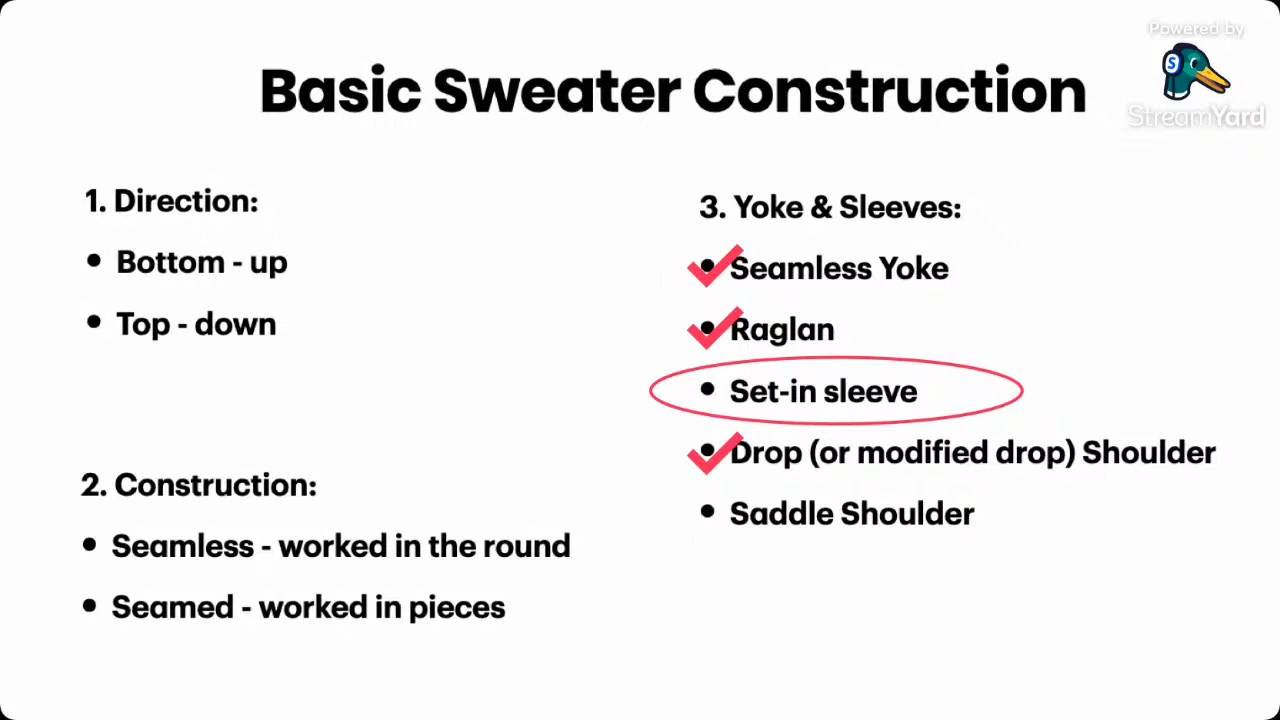 Powered by
S
StreamYard
Basic Sweater Construction
1. Direction:
• Bottom - up
• Top - down
2. Construction:
• Seamless - worked in the round
• Seamed - worked in pieces
3. Yoke & Sleeves:
• Seamless Yoke
• Raglan
• Set-in sleeve
• Drop (or modified drop) Shoulder
• Saddle Shoulder